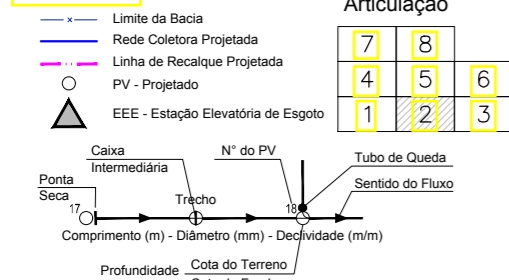 Articulação
Limite da Bacia
Rede Coletora Projetada
Linha de Recalque Projetada
PV - Projetado
EEE - Estação Elevatória de Esgoto
7 8
4 5 6
1 2 3
Caixa
Intermediária
N° do PV
Tubo de Queda
Ponta
Seca
Trecho
Sentido do Fluxo
17
18
Comprimento (m) - Diâmetro (mm) - Declividade (m/m)
Profundidade
Cota do Terreno